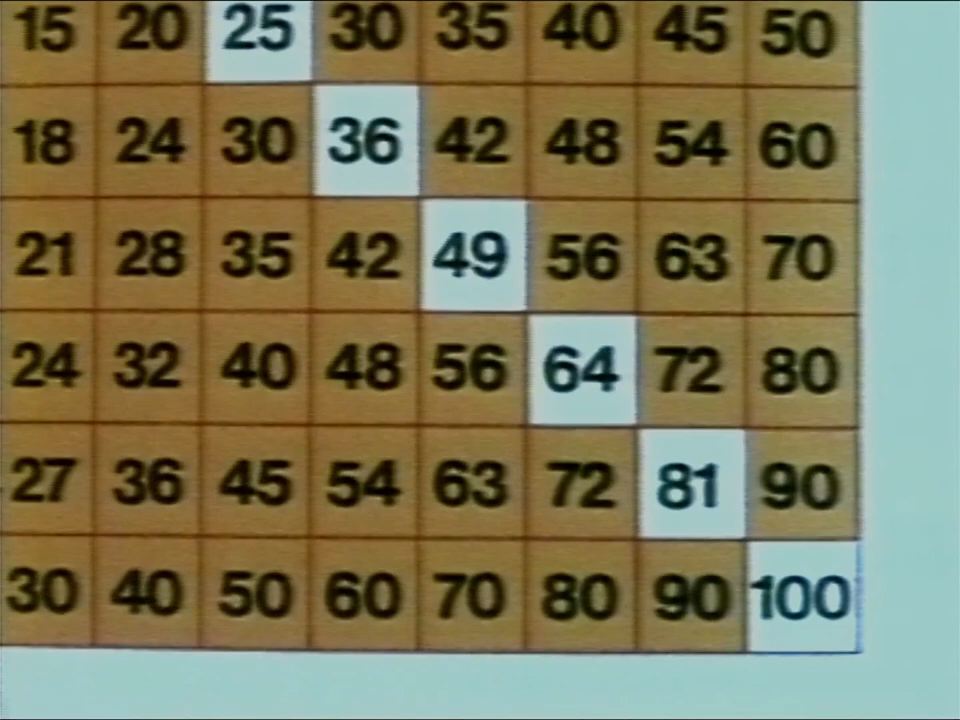 15 20 25 30 35 40 45 50
18 24 30 36 42 48 54 60
21 28 35 42 49 56 63 70
24 32 40 48 56 64 72 80
27 36 45 54 63 72 81 90
30 40 50 60 70 80 90 100